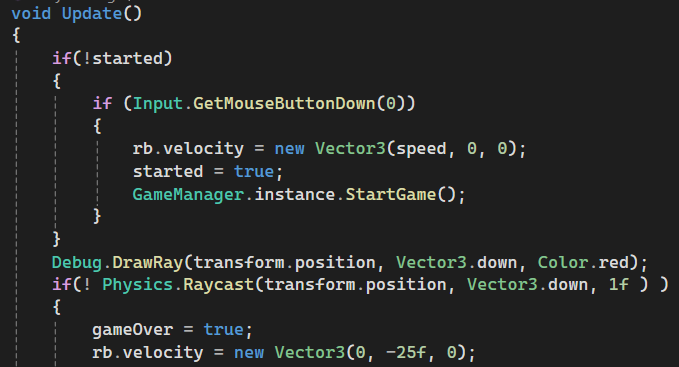 void Update()
{
if(!started)
{
if (Input.GetMouseButtonDown(0))
{
rb.velocity = new Vector3(speed, 0, 0);
started = true;
GameManager.instance.StartGame();
}
}
Debug.DrawRay(transform.position, Vector3.down, Color.red);
if(! Physics.Raycast(transform.position, Vector3.down, 1f ) )
{
gameOver = true;
rb.velocity = new Vector3(0, -25f, 0);